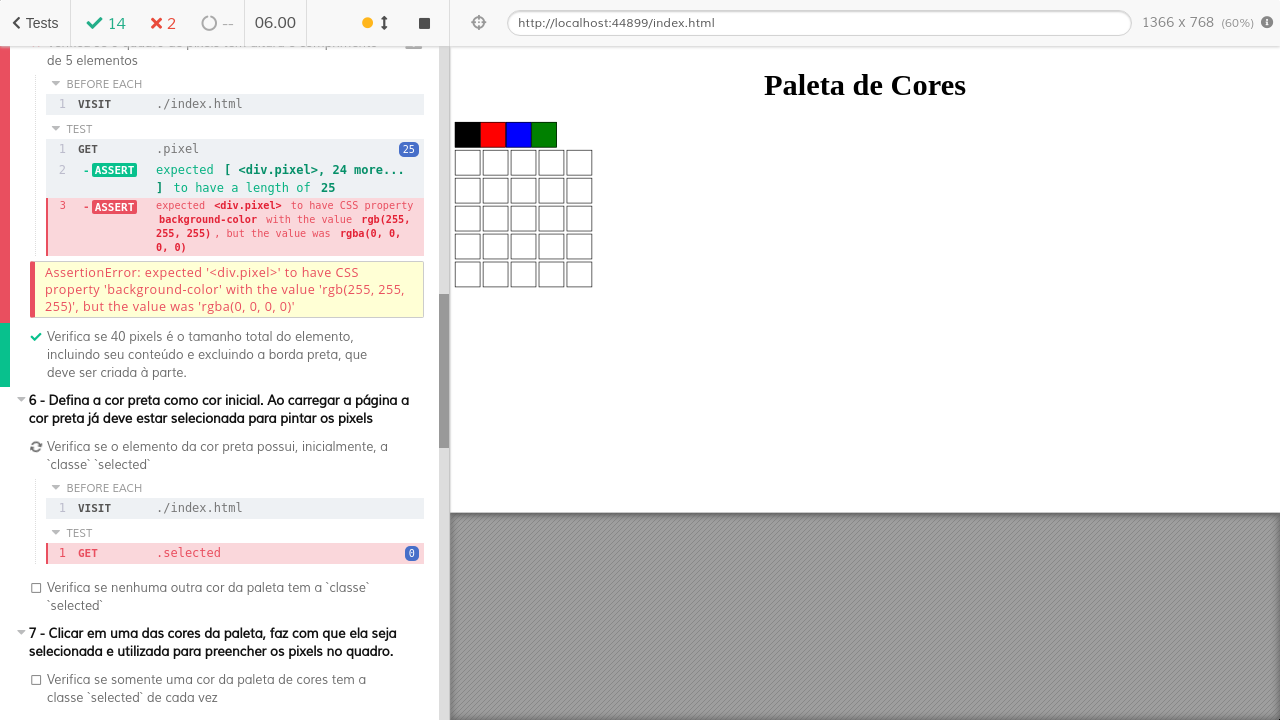 Tests
14
2
--
06.00
http://localhost:44899/index.html
1366 x 768 (60%)
de 5 elementos
BEFORE EACH
1 VISIT ./index.html
TEST
1 GET .pixel 25
2 -ASSERT expected [ <div.pixel>, 24 more...
] to have a length of 25
3 -ASSERT expected <div.pixel> to have CSS property
background-color with the value rgb(255,
255, 255), but the value was rgba(0, 0,
0, 0)
AssertionError: expected '<div.pixel>' to have CSS
property 'background-color' with the value 'rgb(255, 255,
255)', but the value was 'rgba(0, 0, 0, 0)'
Verifica se 40 pixels é o tamanho total do elemento,
incluindo seu conteúdo e excluindo a borda preta, que
deve ser criada à parte.
6 - Defina a cor preta como cor inicial. Ao carregar a página a
cor preta já deve estar selecionada para pintar os pixels
Verifica se o elemento da cor preta possui, inicialmente, a
`classe` `selected`
BEFORE EACH
1 VISIT ./index.html
TEST
1 GET .selected 0
Verifica se nenhuma outra cor da paleta tem a `classe`
`selected`
7 - Clicar em uma das cores da paleta, faz com que ela seja
selecionada e utilizada para preencher os pixels no quadro.
Verifica se somente uma cor da paleta de cores tem a
classe `selected` de cada vez
Paleta de Cores